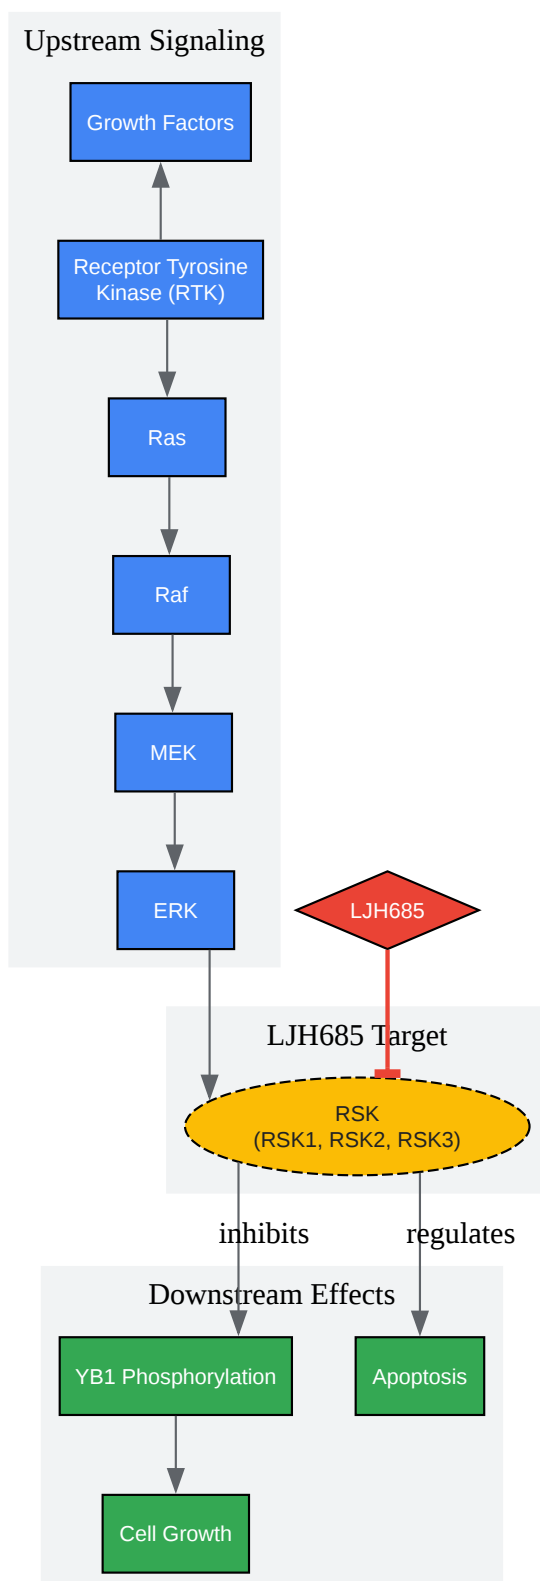 Upstream Signaling
Growth Factors
Receptor Tyrosine
Kinase (RTK)
Ras
Raf
MEK
ERK
LJH685
LJH685 Target
RSK
(RSK1, RSK2, RSK3)
inhibits
regulates
Downstream Effects
YB1 Phosphorylation
Apoptosis
Cell Growth